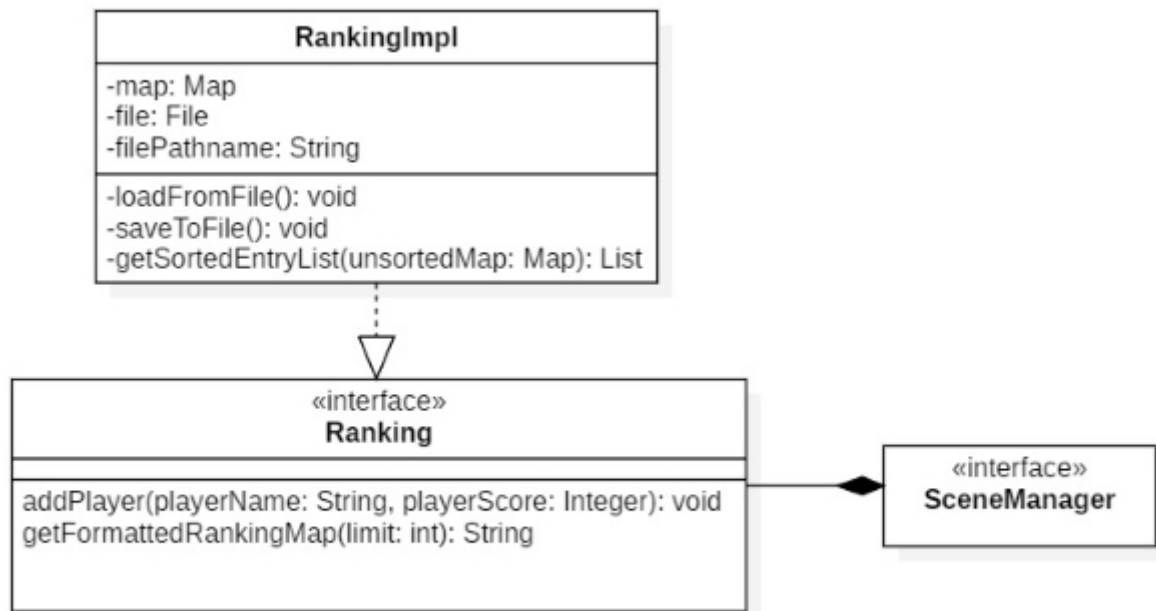 RankingImpl
-map: Map
-file: File
-filePathname: String
-loadFromFile(): void
-saveToFile(): void
-getSortedEntryList(unsortedMap: Map): List
«interface»
Ranking
addPlayer(playerName: String, playerScore: Integer): void
getFormattedRankingMap(limit: int): String
«interface»
SceneManager